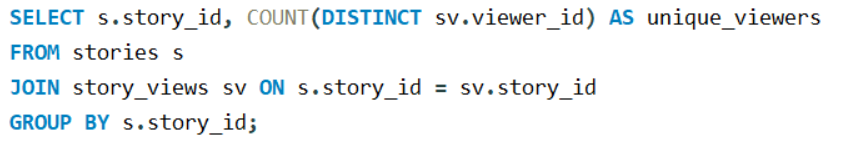 SELECT s.story_id, COUNT(DISTINCT sv.viewer_id) AS unique_viewers
FROM stories s
JOIN story_views sv ON s.story_id = sv.story_id
GROUP BY s.story_id;